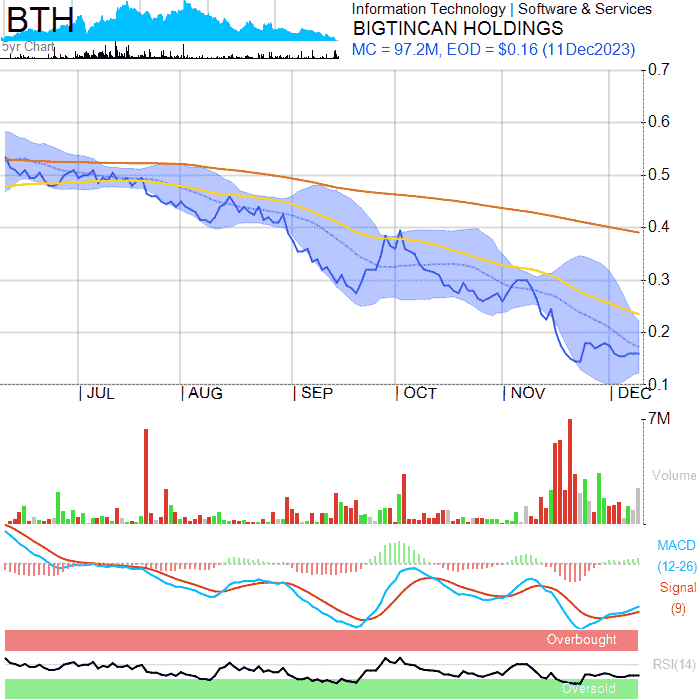 BTH
5yr Chart
Information Technology | Software & Services
BIGTINCAN HOLDINGS
MC = 97.2M, EOD = $0.16 (11Dec2023)
0.7
0.6
0.5
0.4
0.3
0.2
0.1
| JUL
| AUG
| SEP
| OCT
| NOV
| DEC
7M
Volume
MACD
(12-26)
Signal
(9)
Overbought
RSI(14)
Oversold